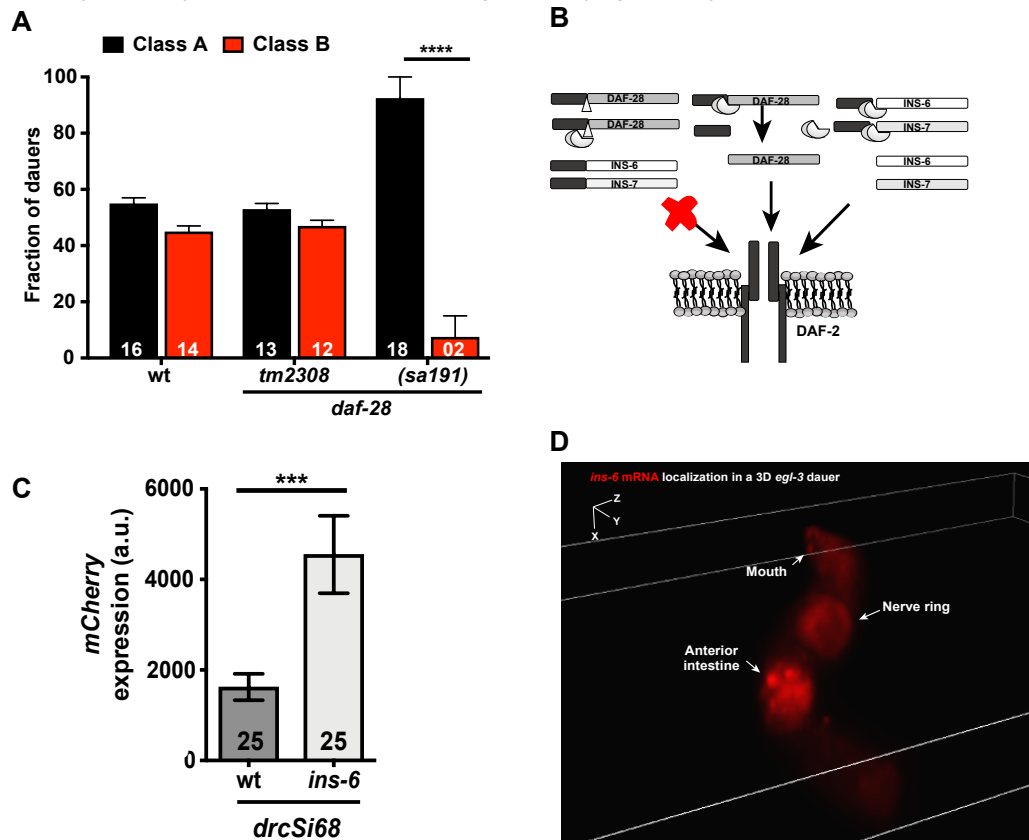 A
Class A Class B
****
Fraction of dauers
100
80
60
40
20
0
16 14 13 12 18 02
wt tm2308 (sa191)
daf-28
B
DAF-28
DAF-28
INS-6
INS-7
DAF-28
DAF-28
INS-6
INS-7
INS-6
INS-7
DAF-2
C
***
mCherry
expression (a.u.)
6000
4000
2000
0
25 25
wt ins-6
drcSi68
D
ins-6 mRNA localization in a 3D egl-3 dauer
Z
Y
X
Mouth
Nerve ring
Anterior
intestine